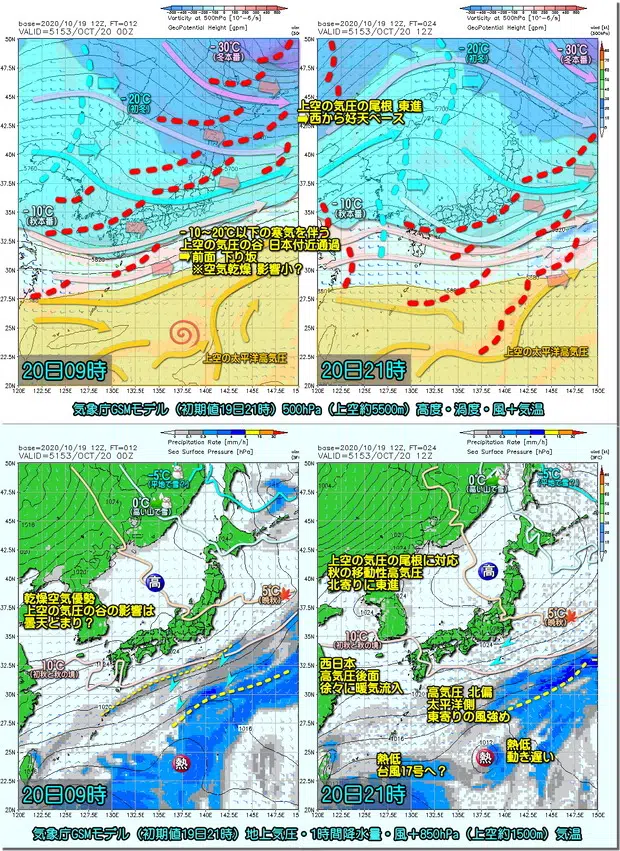 Vorticity at 500hPa [10^-6/s]
base=2020/10/19 12Z, FT=012 GeoPotential Height [gpm]
VALID=5153/OCT/20 00Z
Vorticity at 500hPa [10^-6/s]
base=2020/10/19 12Z, FT=024 GeoPotential Height [gpm]
VALID=5153/OCT/20 12Z
-30℃
(冬本番)
-20℃
(初冬)
-10℃
(秋本番)
上空の気圧の尾根 東進
➡西から好天ベース
-10~20℃以下の寒気を伴う
上空の気圧の谷 日本付近通過
➡前面 下り坂
※空気乾燥 影響小?
上空の太平洋高気圧
20日09時
-30℃
(冬本番)
-20℃
(初冬)
-10℃
(秋本番)
上空の太平洋高気圧
20日21時
気象庁GSMモデル (初期値19日21時) 500hPa (上空約5500m) 高度・渦度・風+気温
base=2020/10/19 12Z, FT=012 Precipitation Rate [mm/h]
VALID=5153/OCT/20 00Z Sea Surface Pressure [hPa]
base=2020/10/19 12Z, FT=024 Precipitation Rate [mm/h]
VALID=5153/OCT/20 12Z Sea Surface Pressure [hPa]
-5℃
(平地で雪?)
0℃
(高い山で雪)
高
乾燥空気優勢
上空の気圧の谷の影響は
曇天どまり?
5℃
(晩秋)
10℃
(初秋と秋の境)
熱
20日09時
-5℃
(平地で雪?)
0℃
(高い山で雪)
上空の気圧の尾根に対応
秋の移動性高気圧
北寄りに東進
高
5℃
(晩秋)
10℃
(初秋と秋の境)
西日本
高気圧後面
徐々に暖気流入
高気圧 北偏
太平洋側
東寄りの風強め
熱低
台風17号へ?
熱
熱低
動き遅い
20日21時
気象庁GSMモデル (初期値19日21時) 地上気圧・1時間降水量・風+850hPa (上空約1500m) 気温